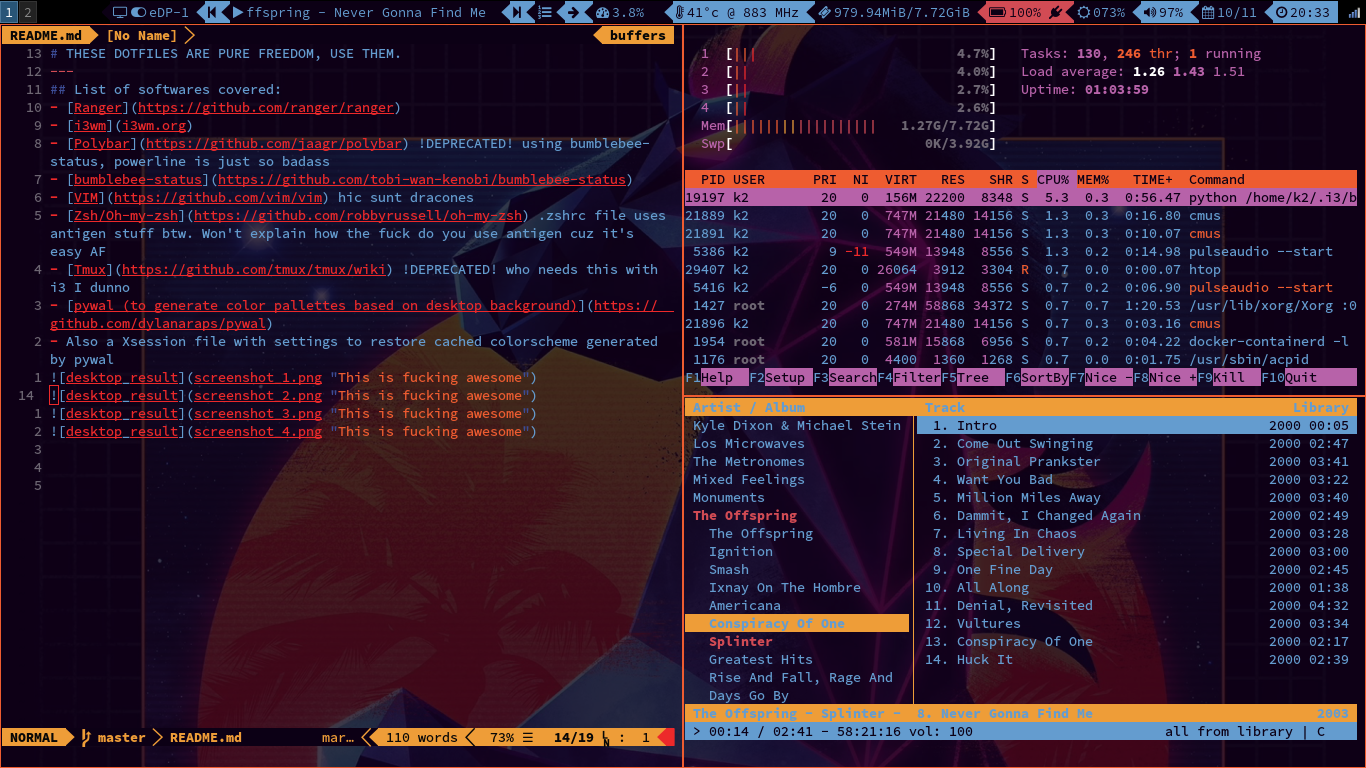 1 2 eDP-1 ffspring - Never Gonna Find Me 3.8% 41°c @ 883 MHz 979.94MiB/7.72GiB 100% 073% 97% 10/11 20:33
README.md [No Name] buffers
13 # THESE DOTFILES ARE PURE FREEDOM, USE THEM.
12 ---
11 ## List of softwares covered:
10 - [Ranger](https://github.com/ranger/ranger)
9 - [i3wm](i3wm.org)
8 - [Polybar](https://github.com/jaagr/polybar) !DEPRECATED! using bumblebee-
status, powerline is just so badass
7 - [bumblebee-status](https://github.com/tobi-wan-kenobi/bumblebee-status)
6 - [VIM](https://github.com/vim/vim) hic sunt dracones
5 - [Zsh/Oh-my-zsh](https://github.com/robbyrussell/oh-my-zsh) .zshrc file uses
antigen stuff btw. Won't explain how the fuck do you use antigen cuz it's
easy AF
4 - [Tmux](https://github.com/tmux/tmux/wiki) !DEPRECATED! who needs this with
i3 I dunno
3 - [pywal (to generate color pallettes based on desktop background)](https://
github.com/dylanaraps/pywal)
2 - Also a Xsession file with settings to restore cached colorscheme generated
by pywal
1 ![desktop_result](screenshot_1.png "This is fucking awesome")
14 ![desktop_result](screenshot_2.png "This is fucking awesome")
1 ![desktop_result](screenshot_3.png "This is fucking awesome")
2 ![desktop_result](screenshot_4.png "This is fucking awesome")
3
4
5
NORMAL master README.md mar… 110 words 73% ☰ 14/19 LN : 1
1 [||| 4.7%] Tasks: 130, 246 thr; 1 running
2 [|| 4.0%] Load average: 1.26 1.43 1.51
3 [|| 2.7%] Uptime: 01:03:59
4 [|| 2.6%]
Mem[|||||||||||||||||| 1.27G/7.72G]
Swp[ 0K/3.92G]
PID USER PRI NI VIRT RES SHR S CPU% MEM% TIME+ Command
19197 k2 20 0 156M 22200 8348 S 5.3 0.3 0:56.47 python /home/k2/.i3/b
21889 k2 20 0 747M 21480 14156 S 1.3 0.3 0:16.80 cmus
21891 k2 20 0 747M 21480 14156 S 1.3 0.3 0:10.07 cmus
5386 k2 9 -11 549M 13948 8556 S 1.3 0.2 0:14.98 pulseaudio --start
29407 k2 20 0 26064 3912 3304 R 0.7 0.0 0:00.07 htop
5416 k2 -6 0 549M 13948 8556 S 0.7 0.2 0:06.90 pulseaudio --start
1427 root 20 0 274M 58868 34372 S 0.7 0.7 1:20.53 /usr/lib/xorg/Xorg :0
21896 k2 20 0 747M 21480 14156 S 0.7 0.3 0:03.16 cmus
1954 root 20 0 581M 15868 6596 S 0.7 0.2 0:04.22 docker-containerd -l
1176 root 20 0 4400 1360 1268 S 0.7 0.0 0:01.75 /usr/sbin/acpid
F1Help F2Setup F3SearchF4FilterF5Tree F6SortByF7Nice -F8Nice +F9Kill F10Quit
Artist / Album Track Library
Kyle Dixon & Michael Stein 1. Intro 2000 00:05
Los Microwaves 2. Come Out Swinging 2000 02:47
The Metronomes 3. Original Prankster 2000 03:41
Mixed Feelings 4. Want You Bad 2000 03:22
Monuments 5. Million Miles Away 2000 03:40
The Offspring 6. Dammit, I Changed Again 2000 02:49
The Offspring 7. Living In Chaos 2000 03:28
Ignition 8. Special Delivery 2000 03:00
Smash 9. One Fine Day 2000 02:45
Ixnay On The Hombre 10. All Along 2000 01:38
Americana 11. Denial, Revisited 2000 04:32
Conspiracy Of One 12. Vultures 2000 03:34
Splinter 13. Conspiracy Of One 2000 02:17
Greatest Hits 14. Huck It 2000 02:39
Rise And Fall, Rage And
Days Go By
The Offspring - Splinter - 8. Never Gonna Find Me 2003
> 00:14 / 02:41 - 58:21:16 vol: 100 all from library | C